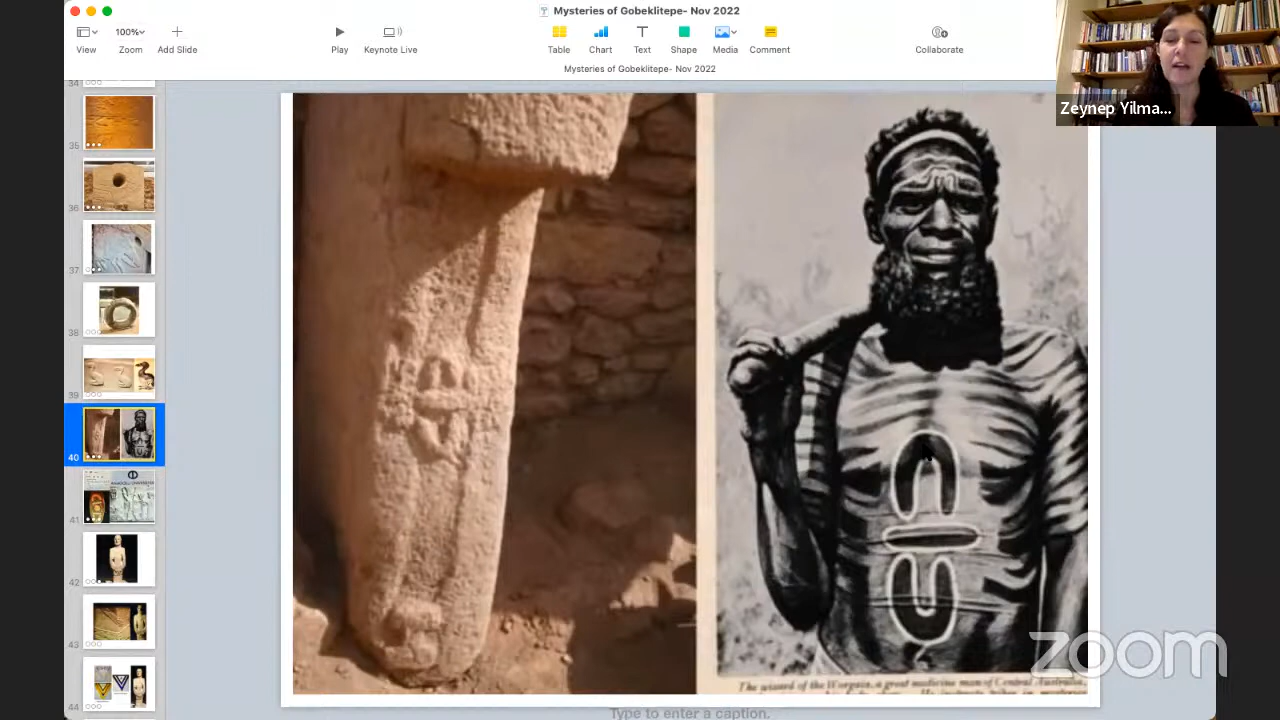 Mysteries of Gobeklitepe- Nov 2022
100%
View
Zoom
Add Slide
Play
Keynote Live
Table
Chart
Text
Shape
Media
Comment
Collaborate
Mysteries of Gobeklitepe- Nov 2022
Zeynep Yilma...
34
35
36
37
38
39
40
41
42
43
44
The wizard of the Worgaia, a great medicine man of Central Australia.
zoom
Type to enter a caption.